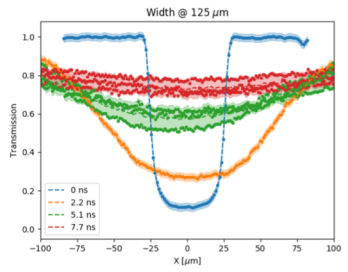 Width @ 125 μm
1.0
0.8
0.6
0.4
0.2
0.0
Transmission
0 ns
2.2 ns
5.1 ns
7.7 ns
−100 −75 −50 −25 0 25 50 75 100
X [μm]